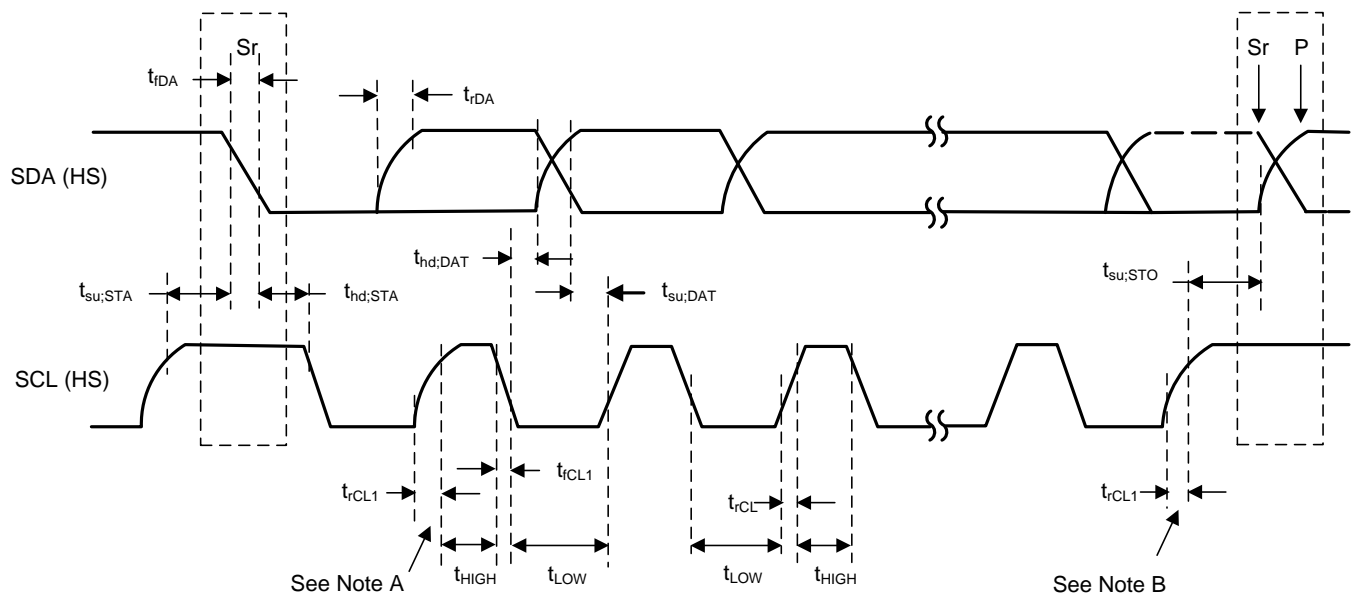 Sr
Sr P
tfDA
trDA
SDA (HS)
thd;DAT
tsu;STA
thd;STA
tsu;DAT
tsu;STO
SCL (HS)
tfCL1
trCL1
trCL
trCL1
tHIGH
tLOW
tLOW
tHIGH
See Note A
See Note B